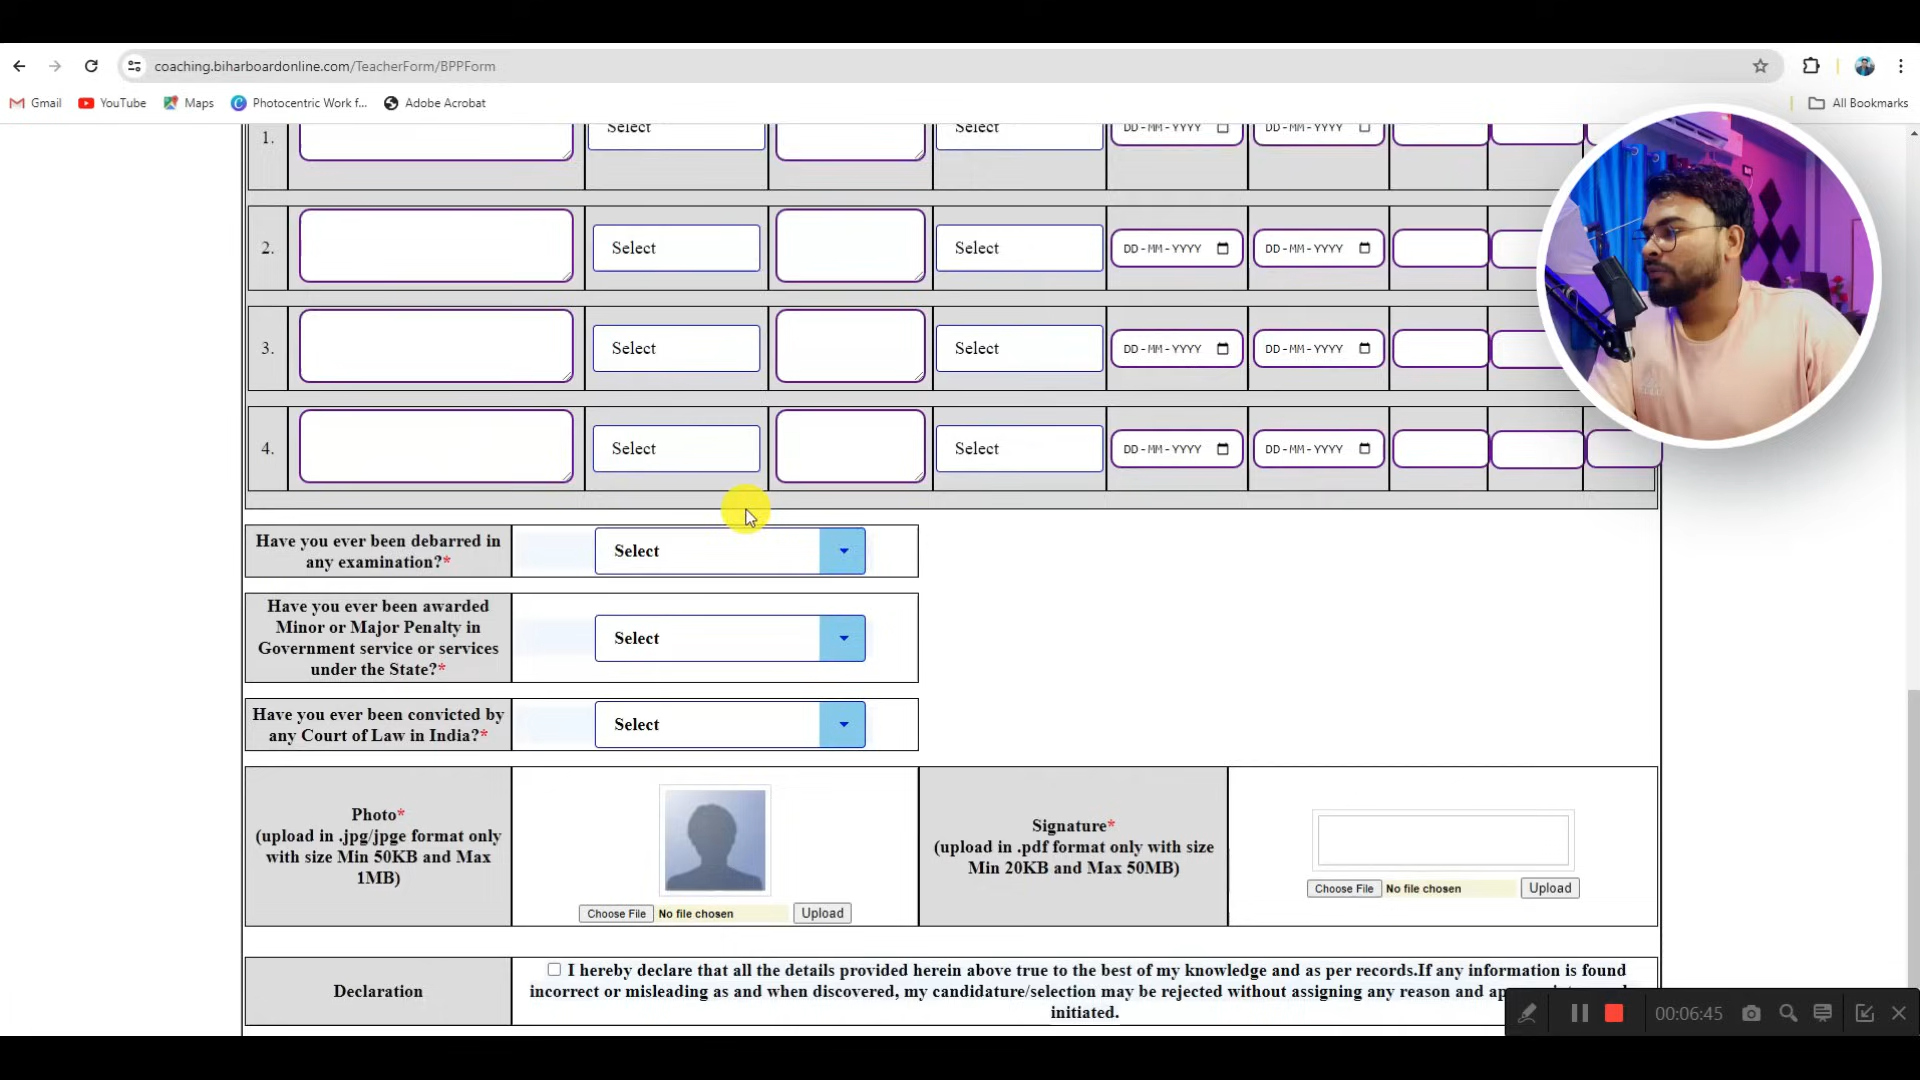 coaching.biharboardonline.com/TeacherForm/BPPForm
Gmail YouTube Maps Photocentric Work f... Adobe Acrobat All Bookmarks
1. Select Select DD-MM-YYYY DD-MM-YYYY
2. Select Select DD-MM-YYYY DD-MM-YYYY
3. Select Select DD-MM-YYYY DD-MM-YYYY
4. Select Select DD-MM-YYYY DD-MM-YYYY
Have you ever been debarred in
any examination?*
Select
Have you ever been awarded
Minor or Major Penalty in
Government service or services
under the State?*
Select
Have you ever been convicted by
any Court of Law in India?*
Select
Photo*
(upload in .jpg/jpge format only
with size Min 50KB and Max
1MB)
Choose File No file chosen Upload
Signature*
(upload in .pdf format only with size
Min 20KB and Max 50MB)
Choose File No file chosen Upload
Declaration
I hereby declare that all the details provided herein above true to the best of my knowledge and as per records.If any information is found
incorrect or misleading as and when discovered, my candidature/selection may be rejected without assigning any reason and
initiated.
00:06:45